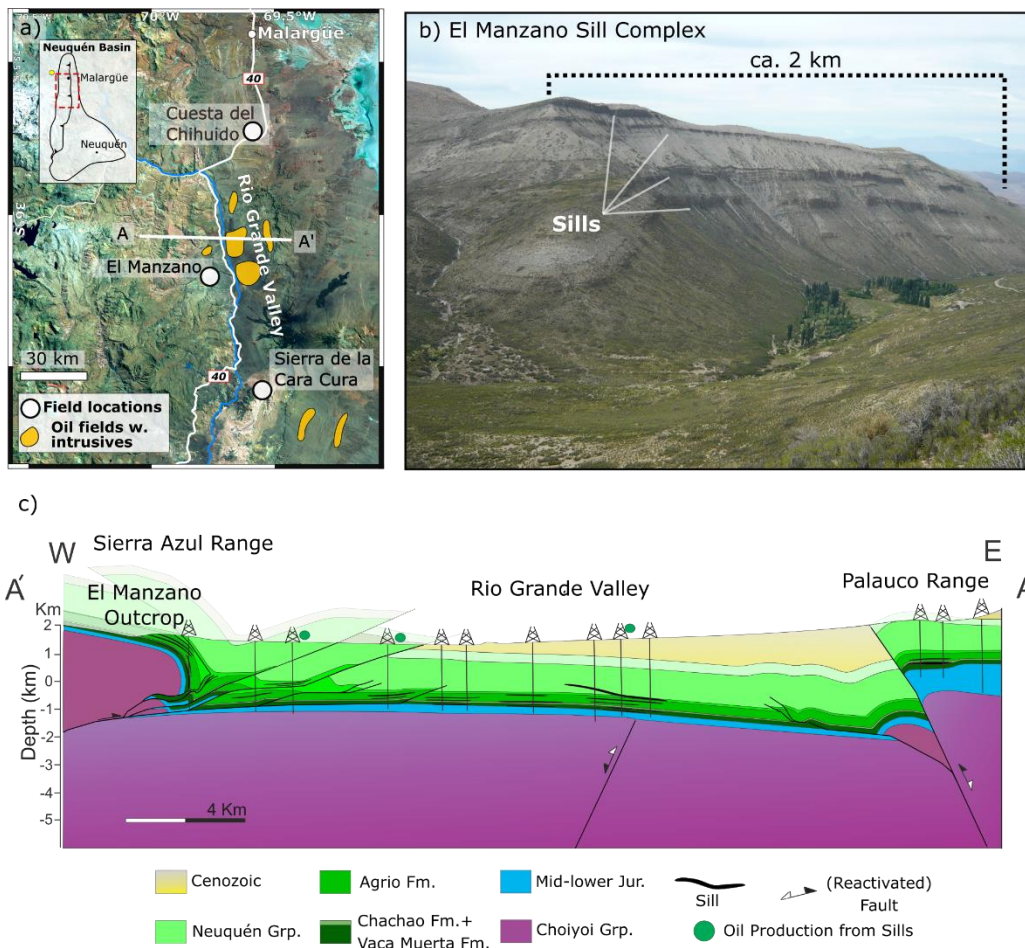 a)
70°W
69.5°W
Malargüe
Neuquén Basin
Malargüe
Neuquén
40
Cuesta del
Chihuido
36°S
Rio Grande Valley
A
A'
El Manzano
30 km
40
Sierra de la
Cara Cura
Field locations
Oil fields w.
intrusives
70°W
69.5°W
b) El Manzano Sill Complex
ca. 2 km
Sills
c)
W
Sierra Azul Range
E
A'
El Manzano
Outcrop
Rio Grande Valley
Palauco Range
A
Km
2
1
0
-1
-2
-3
-4
-5
Depth (km)
4 Km
Cenozoic
Agrio Fm.
Mid-lower Jur.
Sill
(Reactivated)
Fault
Neuquén Grp.
Chachao Fm.+
Vaca Muerta Fm.
Choiyoi Grp.
Oil Production from Sills